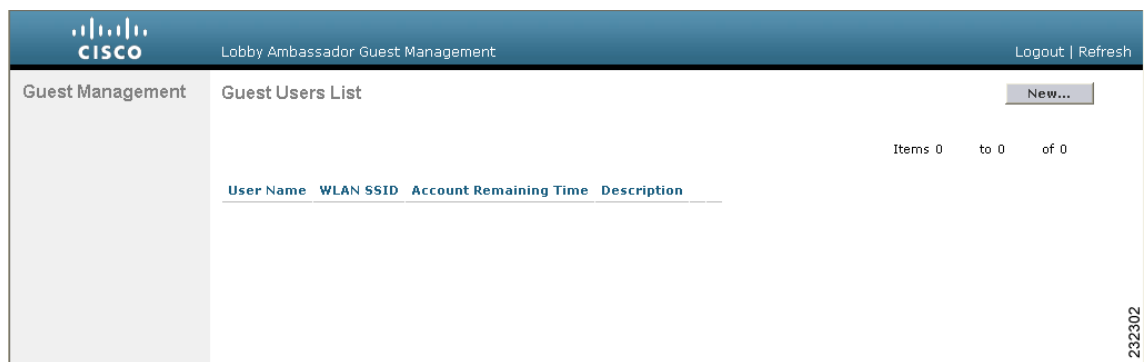 CISCO
Lobby Ambassador Guest Management
Logout | Refresh
Guest Management
Guest Users List
New...
Items 0 to 0 of 0
User Name WLAN SSID Account Remaining Time Description
232302